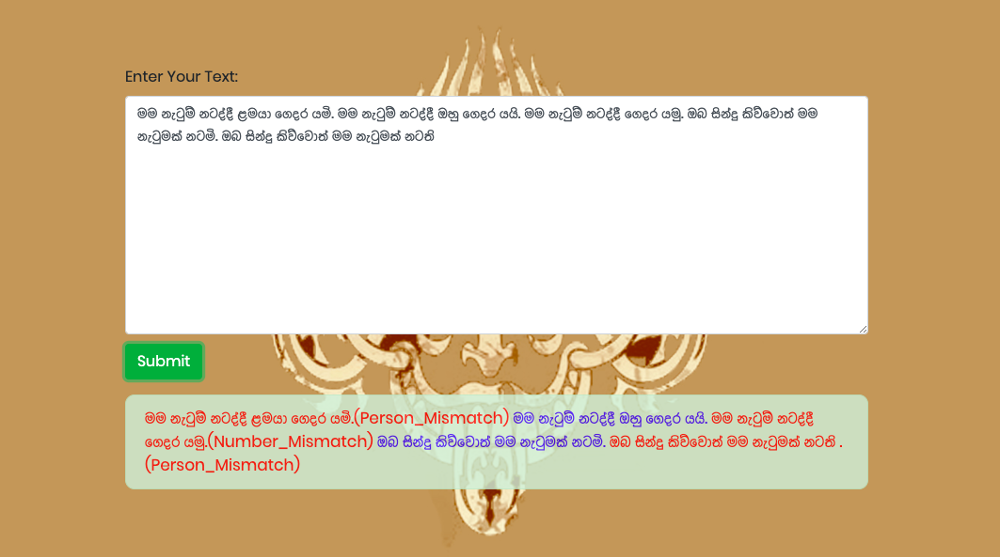 Enter Your Text:
මම නැටුම් නටද්දී ළමයා ගෙදර යමි. මම නැටුම් නටද්දී ඔහු ගෙදර යයි. මම නැටුම් නටද්දී ගෙදර යමු. ඔබ සින්දු කිව්වොත් මම
නැටුමක් නටමි. ඔබ සින්දු කිව්වොත් මම නැටුමක් නටති
Submit
මම නැටුම් නටද්දී ළමයා ගෙදර යමි.(Person_Mismatch) මම නැටුම් නටද්දී ඔහු ගෙදර යයි. මම නැටුම් නටද්දී
ගෙදර යමු.(Number_Mismatch) ඔබ සින්දු කිව්වොත් මම නැටුමක් නටමි. ඔබ සින්දු කිව්වොත් මම නැටුමක් නටති .
(Person_Mismatch)